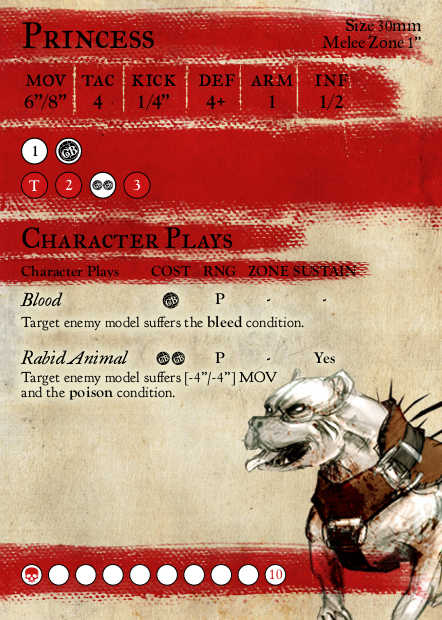 Princess
Size 30mm
Melee Zone 1"
MOV TAC KICK DEF ARM INF
6"/8" 4 1/4" 4+ 1 1/2
1 GB
T 2 GB GB 3
Character Plays
Character Plays COST RNG ZONE SUSTAIN
Blood GB P - -
Target enemy model suffers the bleed condition.
Rabid Animal GB GB P - Yes
Target enemy model suffers [-4"/-4"] MOV
and the poison condition.
10